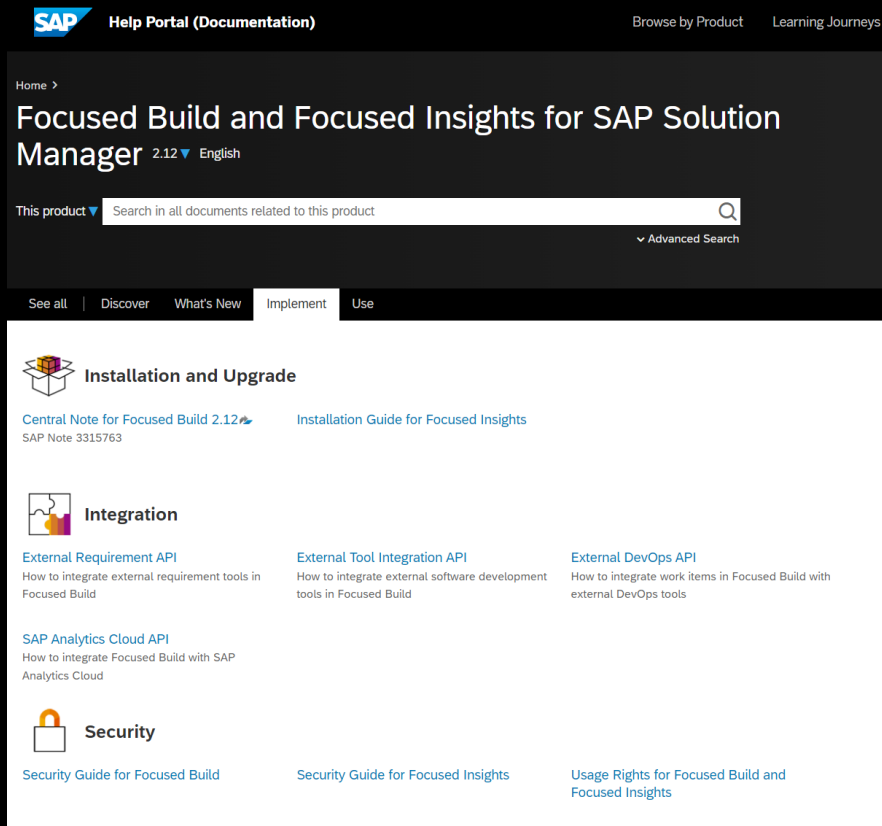 SAP Help Portal (Documentation) Browse by Product Learning Journeys
Home >
Focused Build and Focused Insights for SAP Solution
Manager 2.12 English
This product Search in all documents related to this product
Advanced Search
See all Discover What's New Implement Use
Installation and Upgrade
Central Note for Focused Build 2.12 Installation Guide for Focused Insights
SAP Note 3315763
Integration
External Requirement API External Tool Integration API External DevOps API
How to integrate external requirement tools in How to integrate external software development How to integrate work items in Focused Build with
Focused Build tools in Focused Build external DevOps tools
SAP Analytics Cloud API
How to integrate Focused Build with SAP
Analytics Cloud
Security
Security Guide for Focused Build Security Guide for Focused Insights Usage Rights for Focused Build and
Focused Insights